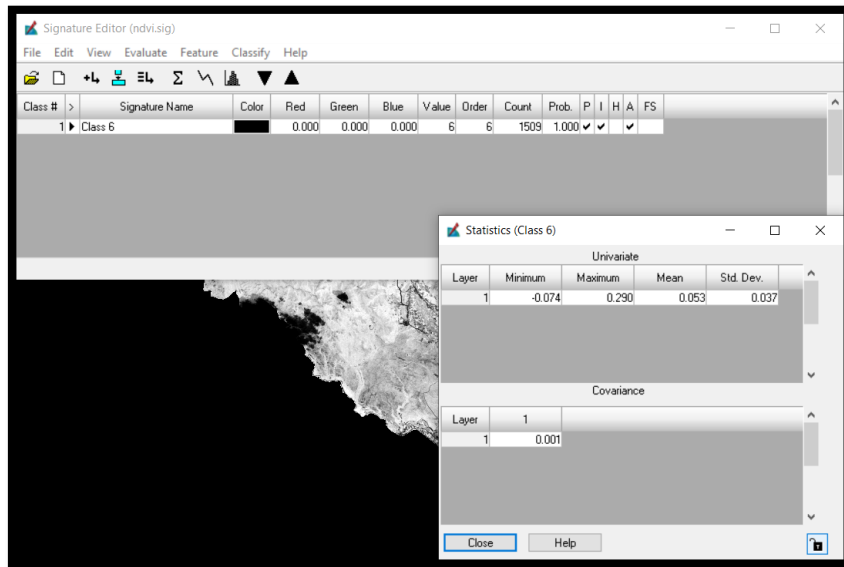 Signature Editor (ndvi.sig)
File Edit View Evaluate Feature Classify Help
Σ
Class # > Signature Name Color Red Green Blue Value Order Count Prob. P I H A FS
1 Class 6 0.000 0.000 0.000 6 6 1509 1.000
Statistics (Class 6)
Univariate
Layer Minimum Maximum Mean Std. Dev.
1 -0.074 0.290 0.053 0.037
Covariance
Layer 1
1 0.001
Close Help